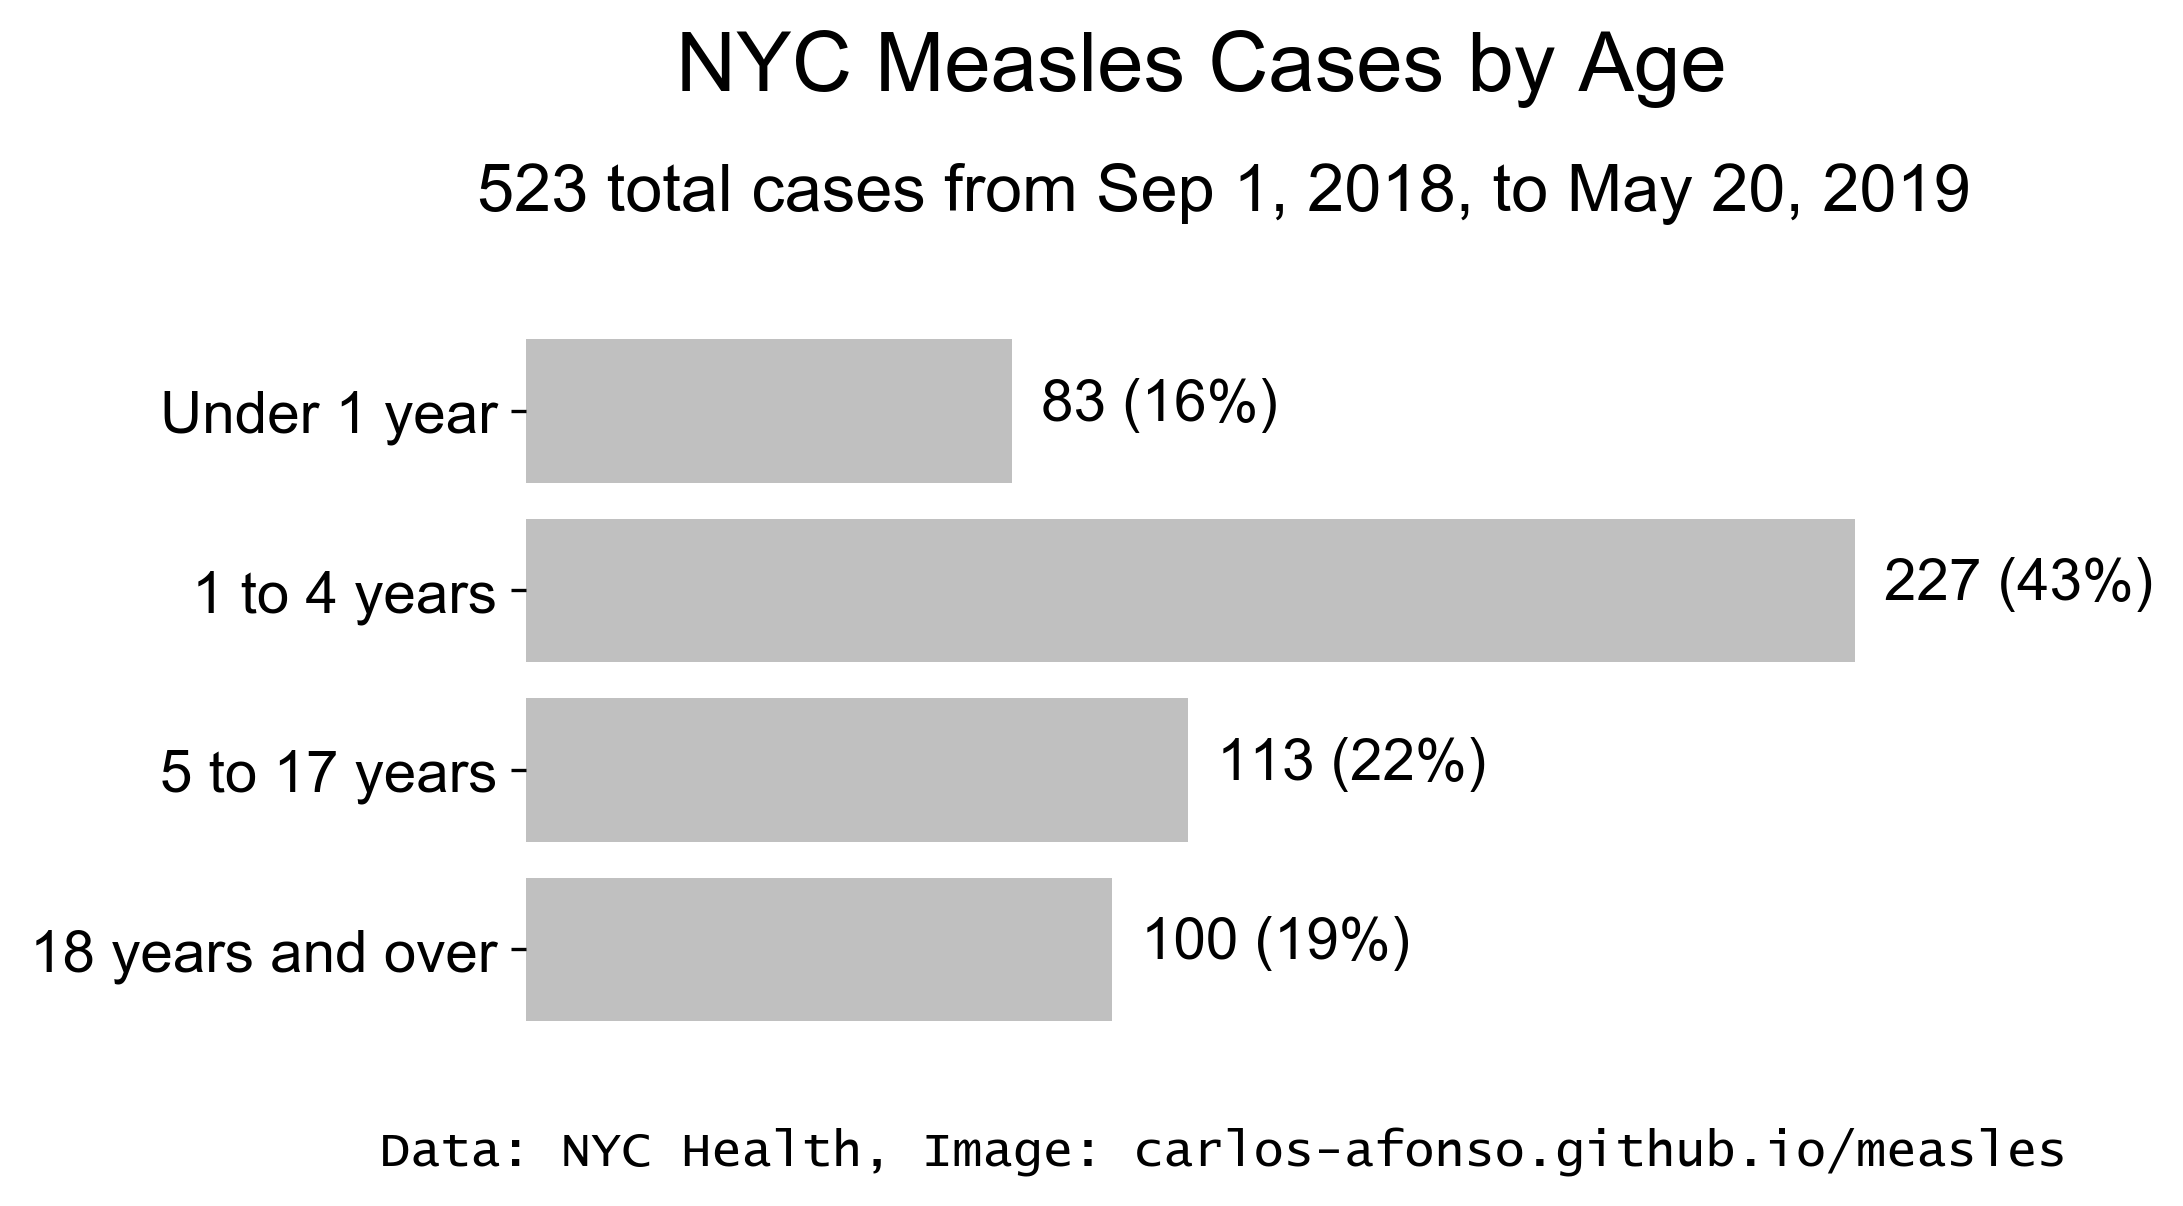 NYC Measles Cases by Age
523 total cases from Sep 1, 2018, to May 20, 2019
Under 1 year 83 (16%)
1 to 4 years 227 (43%)
5 to 17 years 113 (22%)
18 years and over 100 (19%)
Data: NYC Health, Image: carlos-afonso.github.io/measles